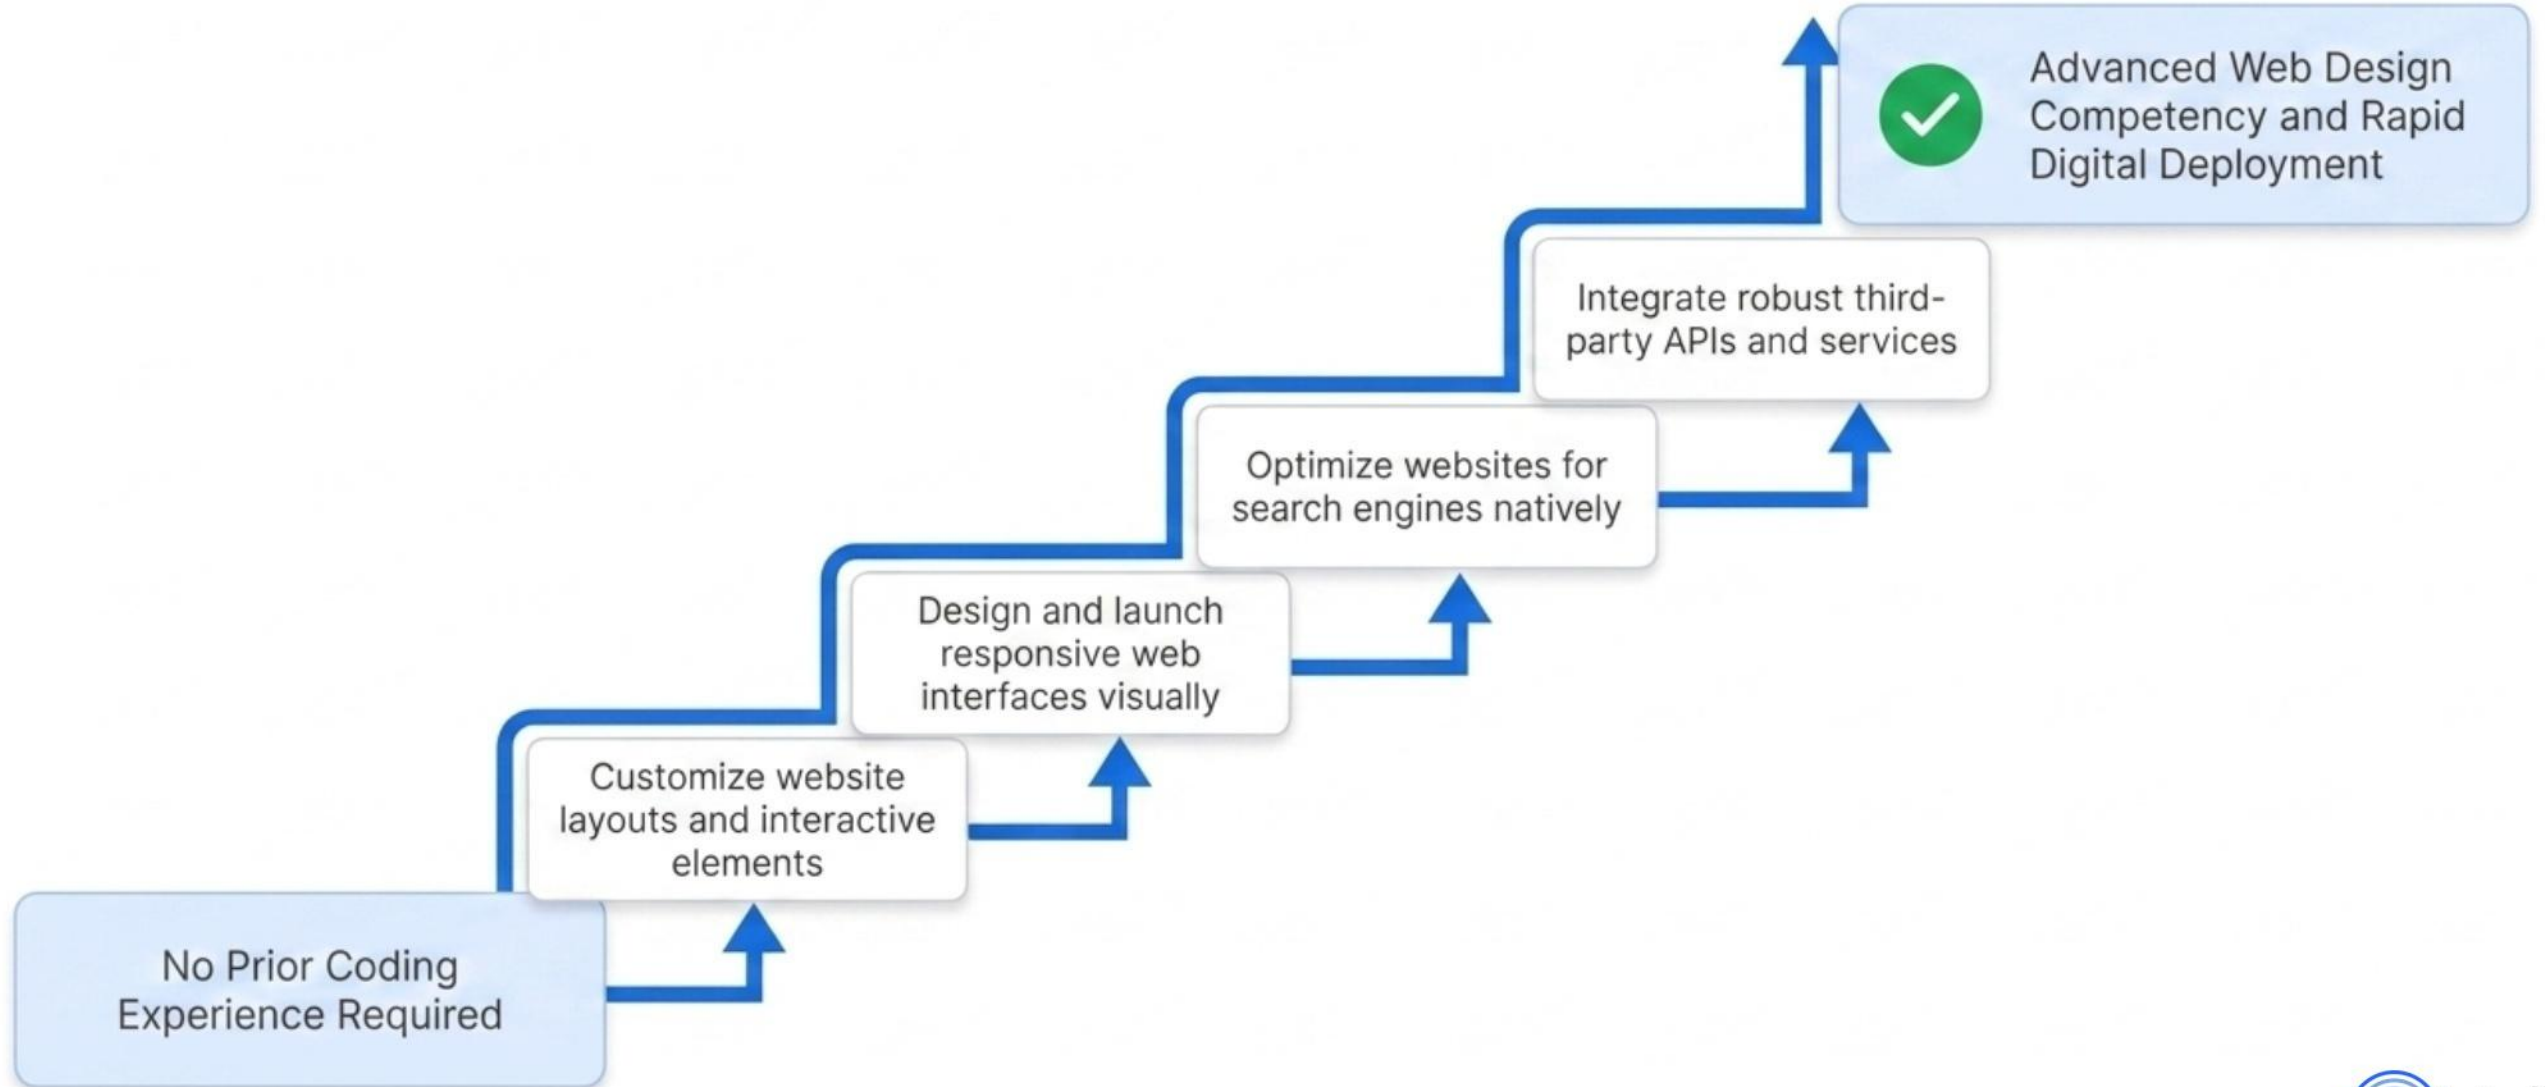 Advanced Web Design
Competency and Rapid
Digital Deployment
Integrate robust third-
party APIs and services
Optimize websites for
search engines natively
Design and launch
responsive web
interfaces visually
Customize website
layouts and interactive
elements
No Prior Coding
Experience Required